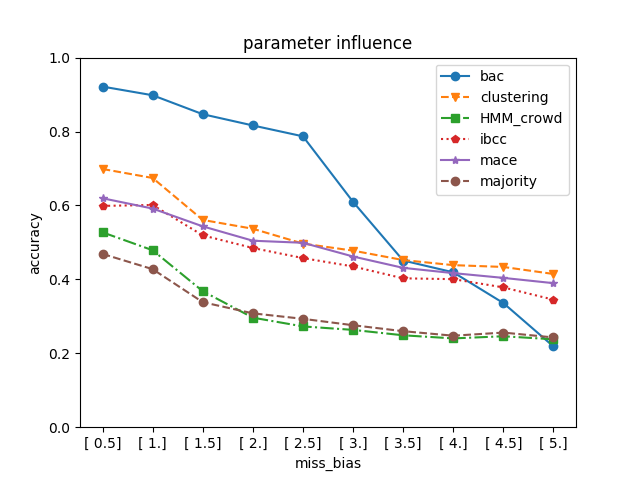 parameter influence
1.0
0.8
0.6
0.4
0.2
0.0
accuracy
bac
clustering
HMM_crowd
ibcc
mace
majority
[ 0.5] [ 1.] [ 1.5] [ 2.] [ 2.5] [ 3.] [ 3.5] [ 4.] [ 4.5] [ 5.]
miss_bias